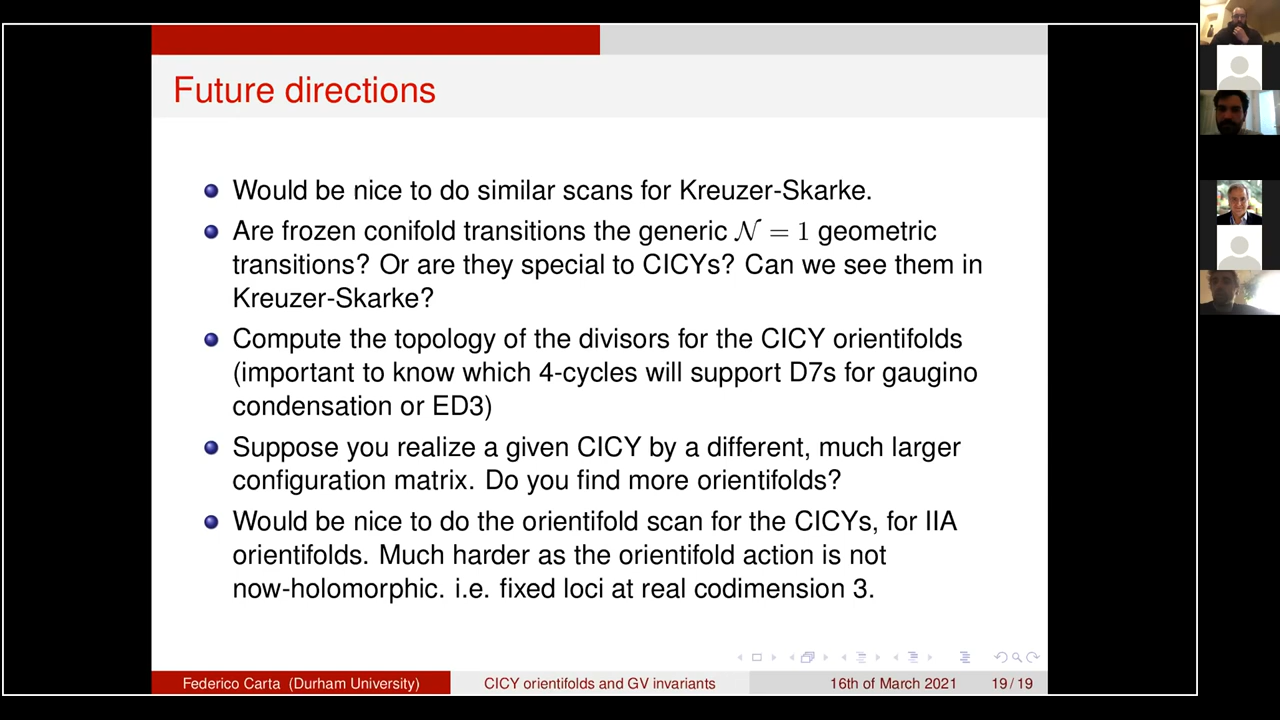 Future directions
Would be nice to do similar scans for Kreuzer-Skarke.
Are frozen conifold transitions the generic 𝒩 = 1 geometric
transitions? Or are they special to CICYs? Can we see them in
Kreuzer-Skarke?
Compute the topology of the divisors for the CICY orientifolds
(important to know which 4-cycles will support D7s for gaugino
condensation or ED3)
Suppose you realize a given CICY by a different, much larger
configuration matrix. Do you find more orientifolds?
Would be nice to do the orientifold scan for the CICYs, for IIA
orientifolds. Much harder as the orientifold action is not
now-holomorphic. i.e. fixed loci at real codimension 3.
Federico Carta (Durham University) CICY orientifolds and GV invariants 16th of March 2021 19/19